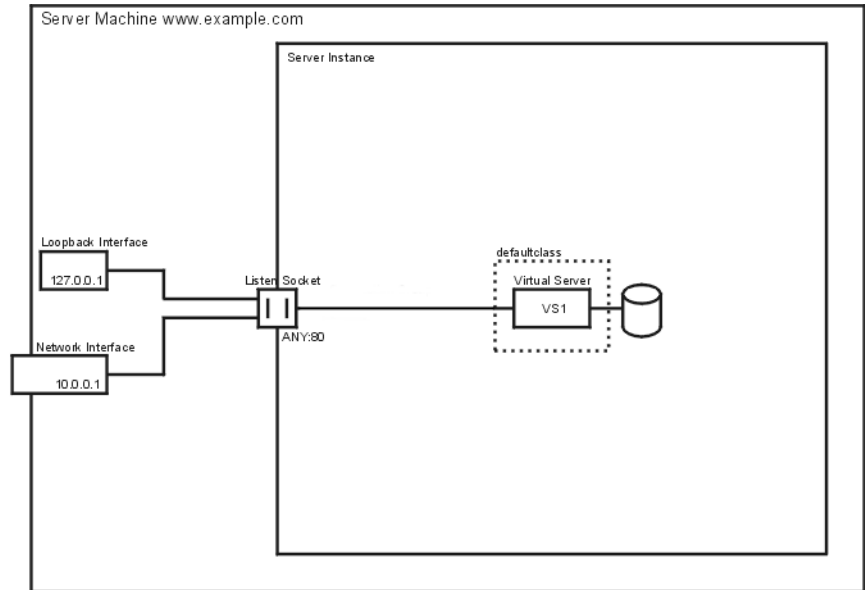 Server Machine www.example.com
Server Instance
Loopback Interface
127.0.0.1
defaultclass
Listen Socket
Virtual Server
VS1
ANY:80
Network Interface
10.0.0.1